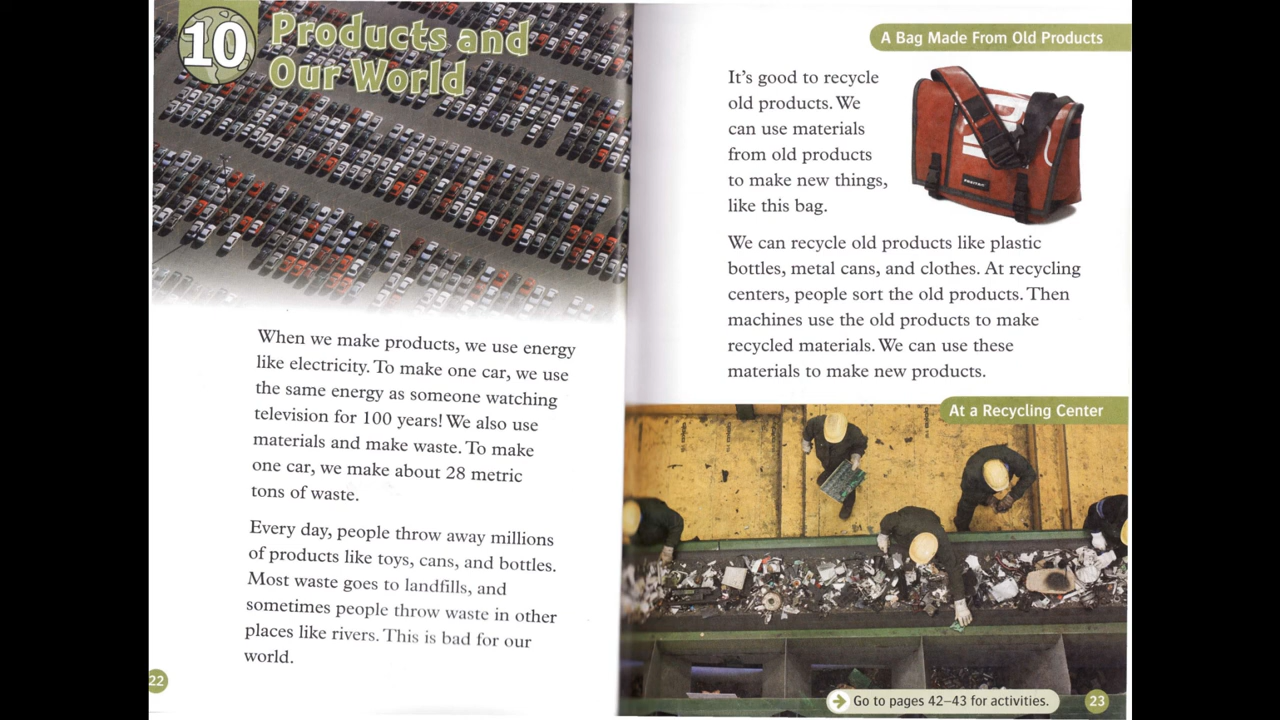 10
Products and
Our World
When we make products, we use energy
like electricity. To make one car, we use
the same energy as someone watching
television for 100 years! We also use
materials and make waste. To make
one car, we make about 28 metric
tons of waste.
Every day, people throw away millions
of products like toys, cans, and bottles.
Most waste goes to landfills, and
sometimes people throw waste in other
places like rivers. This is bad for our
world.
22
A Bag Made From Old Products
It's good to recycle
old products. We
can use materials
from old products
to make new things,
like this bag.
We can recycle old products like plastic
bottles, metal cans, and clothes. At recycling
centers, people sort the old products. Then
machines use the old products to make
recycled materials. We can use these
materials to make new products.
At a Recycling Center
Go to pages 42–43 for activities.
23